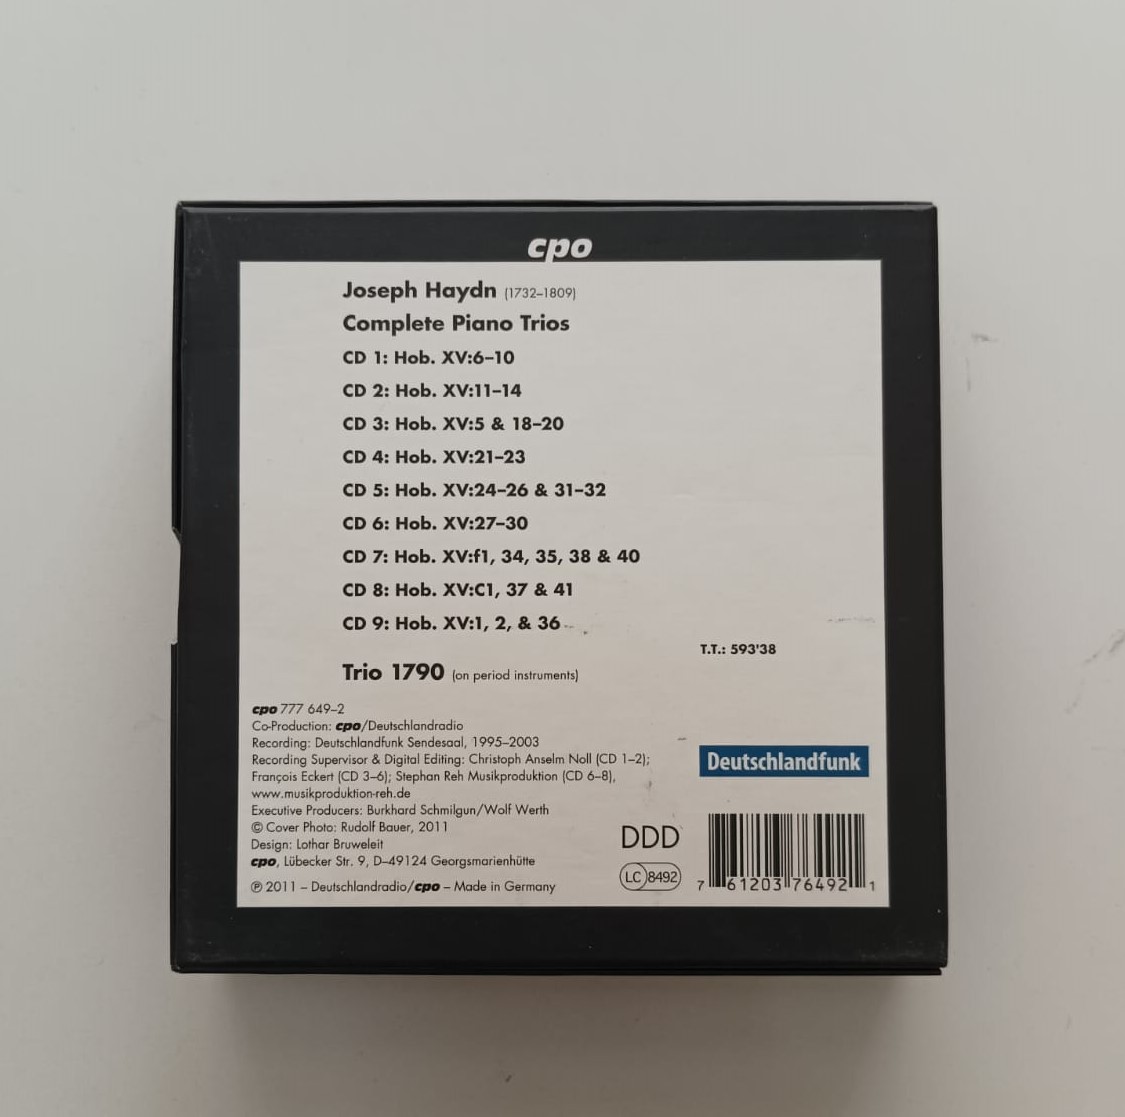 cpo
Joseph Haydn (1732–1809)
Complete Piano Trios
CD 1: Hob. XV:6–10
CD 2: Hob. XV:11–14
CD 3: Hob. XV:5 & 18–20
CD 4: Hob. XV:21–23
CD 5: Hob. XV:24–26 & 31–32
CD 6: Hob. XV:27–30
CD 7: Hob. XV:f1, 34, 35, 38 & 40
CD 8: Hob. XV:C1, 37 & 41
CD 9: Hob. XV:1, 2, & 36
T.T.: 593'38
Trio 1790 (on period instruments)
cpo 777 649–2
Co-Production: cpo/Deutschlandradio
Recording: Deutschlandfunk Sendesaal, 1995–2003
Recording Supervisor & Digital Editing: Christoph Anselm Noll (CD 1–2);
François Eckert (CD 3–6); Stephan Reh Musikproduktion (CD 6–8),
www.musikproduktion-reh.de
Executive Producers: Burkhard Schmilgun/Wolf Werth
© Cover Photo: Rudolf Bauer, 2011
Design: Lothar Bruweleit
cpo, Lübecker Str. 9, D–49124 Georgsmarienhütte
℗ 2011 – Deutschlandradio/cpo – Made in Germany
Deutschlandfunk
DDD
LC 8492
7 61203 76492 1